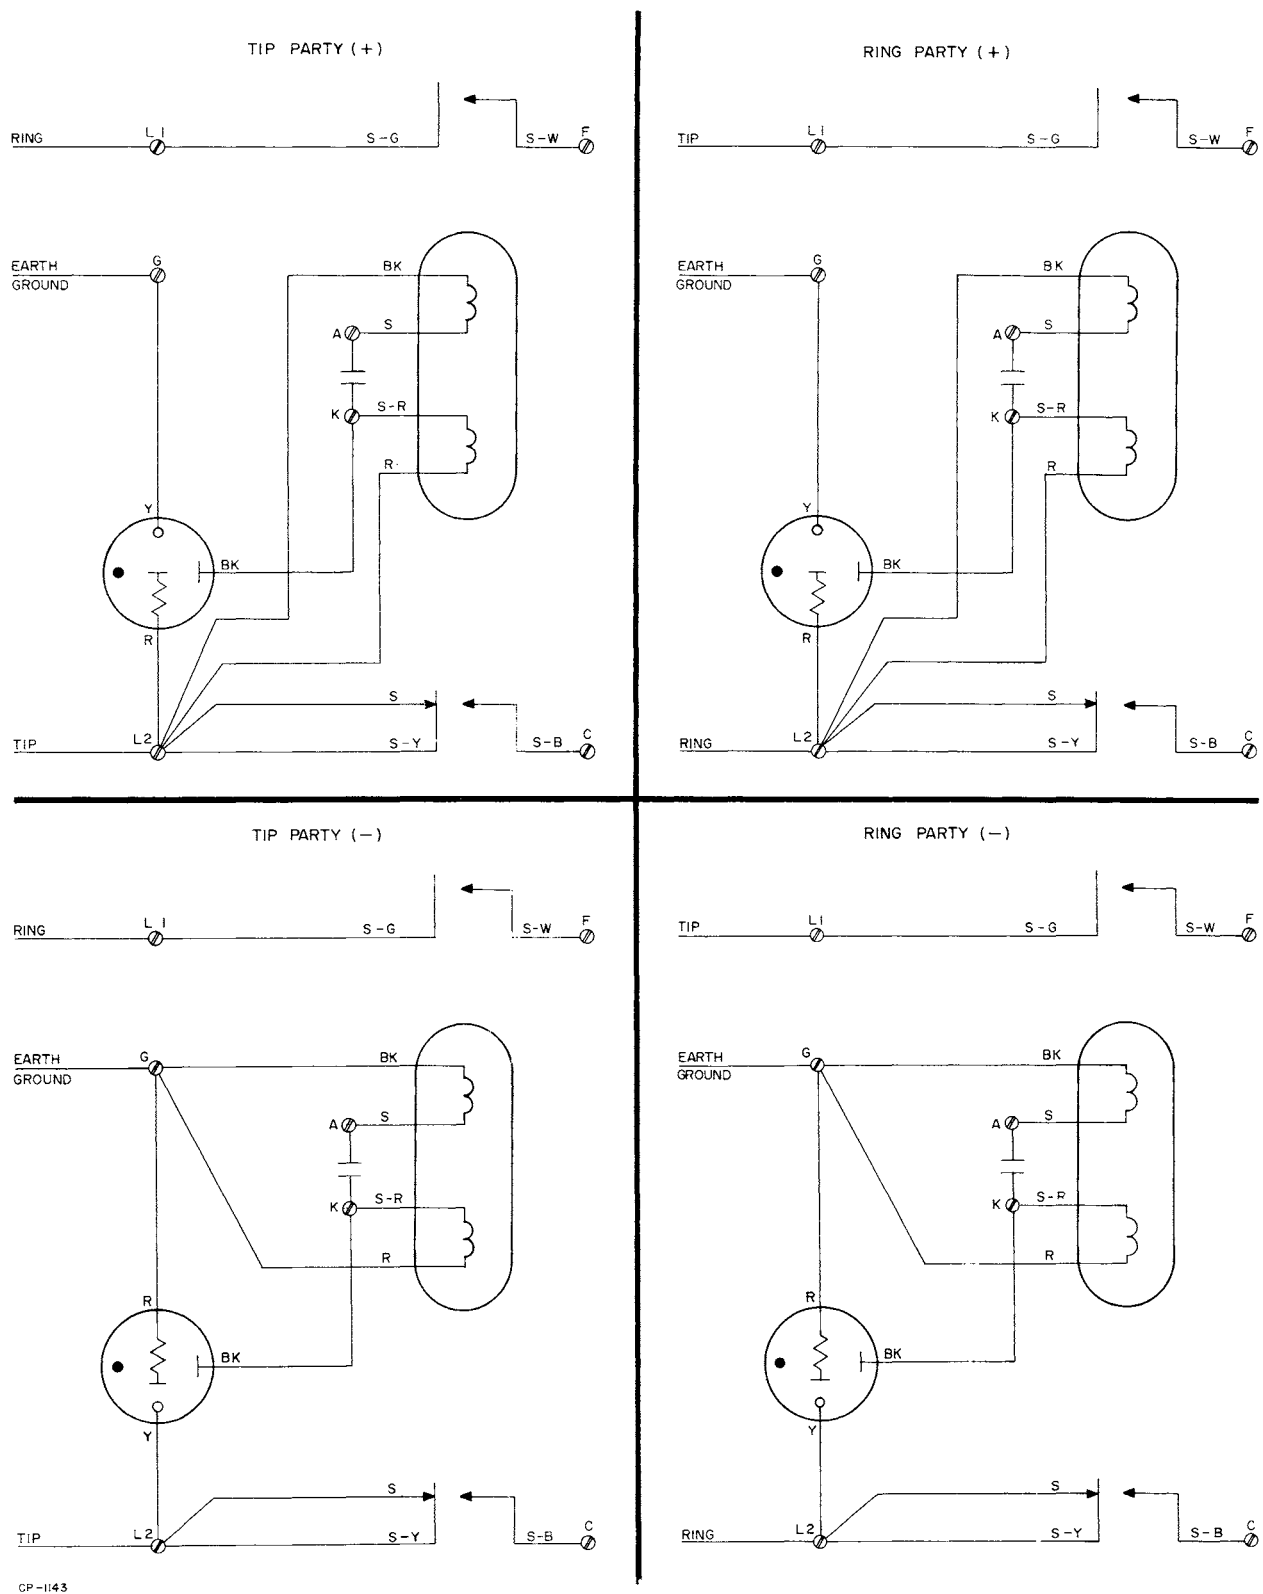 TIP PARTY (+)
RING
L1
S-G
S-W
F
EARTH
GROUND
G
BK
A
S
K
S-R
R
Y
BK
R
S
TIP
L2
S-Y
S-B
C
RING PARTY (+)
TIP
L1
S-G
S-W
F
EARTH
GROUND
G
BK
A
S
K
S-R
R
Y
BK
R
S
RING
L2
S-Y
S-B
C
TIP PARTY (-)
RING
L1
S-G
S-W
F
EARTH
GROUND
G
BK
A
S
K
S-R
R
R
BK
Y
S
TIP
L2
S-Y
S-B
C
RING PARTY (-)
TIP
L1
S-G
S-W
F
EARTH
GROUND
G
BK
A
S
K
S-R
R
R
BK
Y
S
RING
L2
S-Y
S-B
C
CP-1143